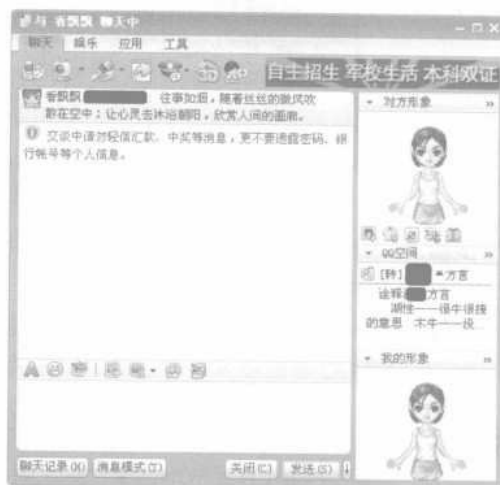 与 香飘飘 聊天中
聊天 娱乐 应用 工具
自主招生 军校生活 本科双证
香飘飘 往事如烟，随着丝丝的微风吹
散在空中；让心灵去沐浴朝阳，欣赏人间的画廊。
交谈中请勿轻信汇款、中奖等消息，更不要透露密码、银
行帐号等个人信息。
对方形象
QQ空间
[转] 方言
诠释 方言
潮性——很牛很拽
的意思 不牛——没
我的形象
聊天记录(H) 消息模式(T) 关闭(C) 发送(S)